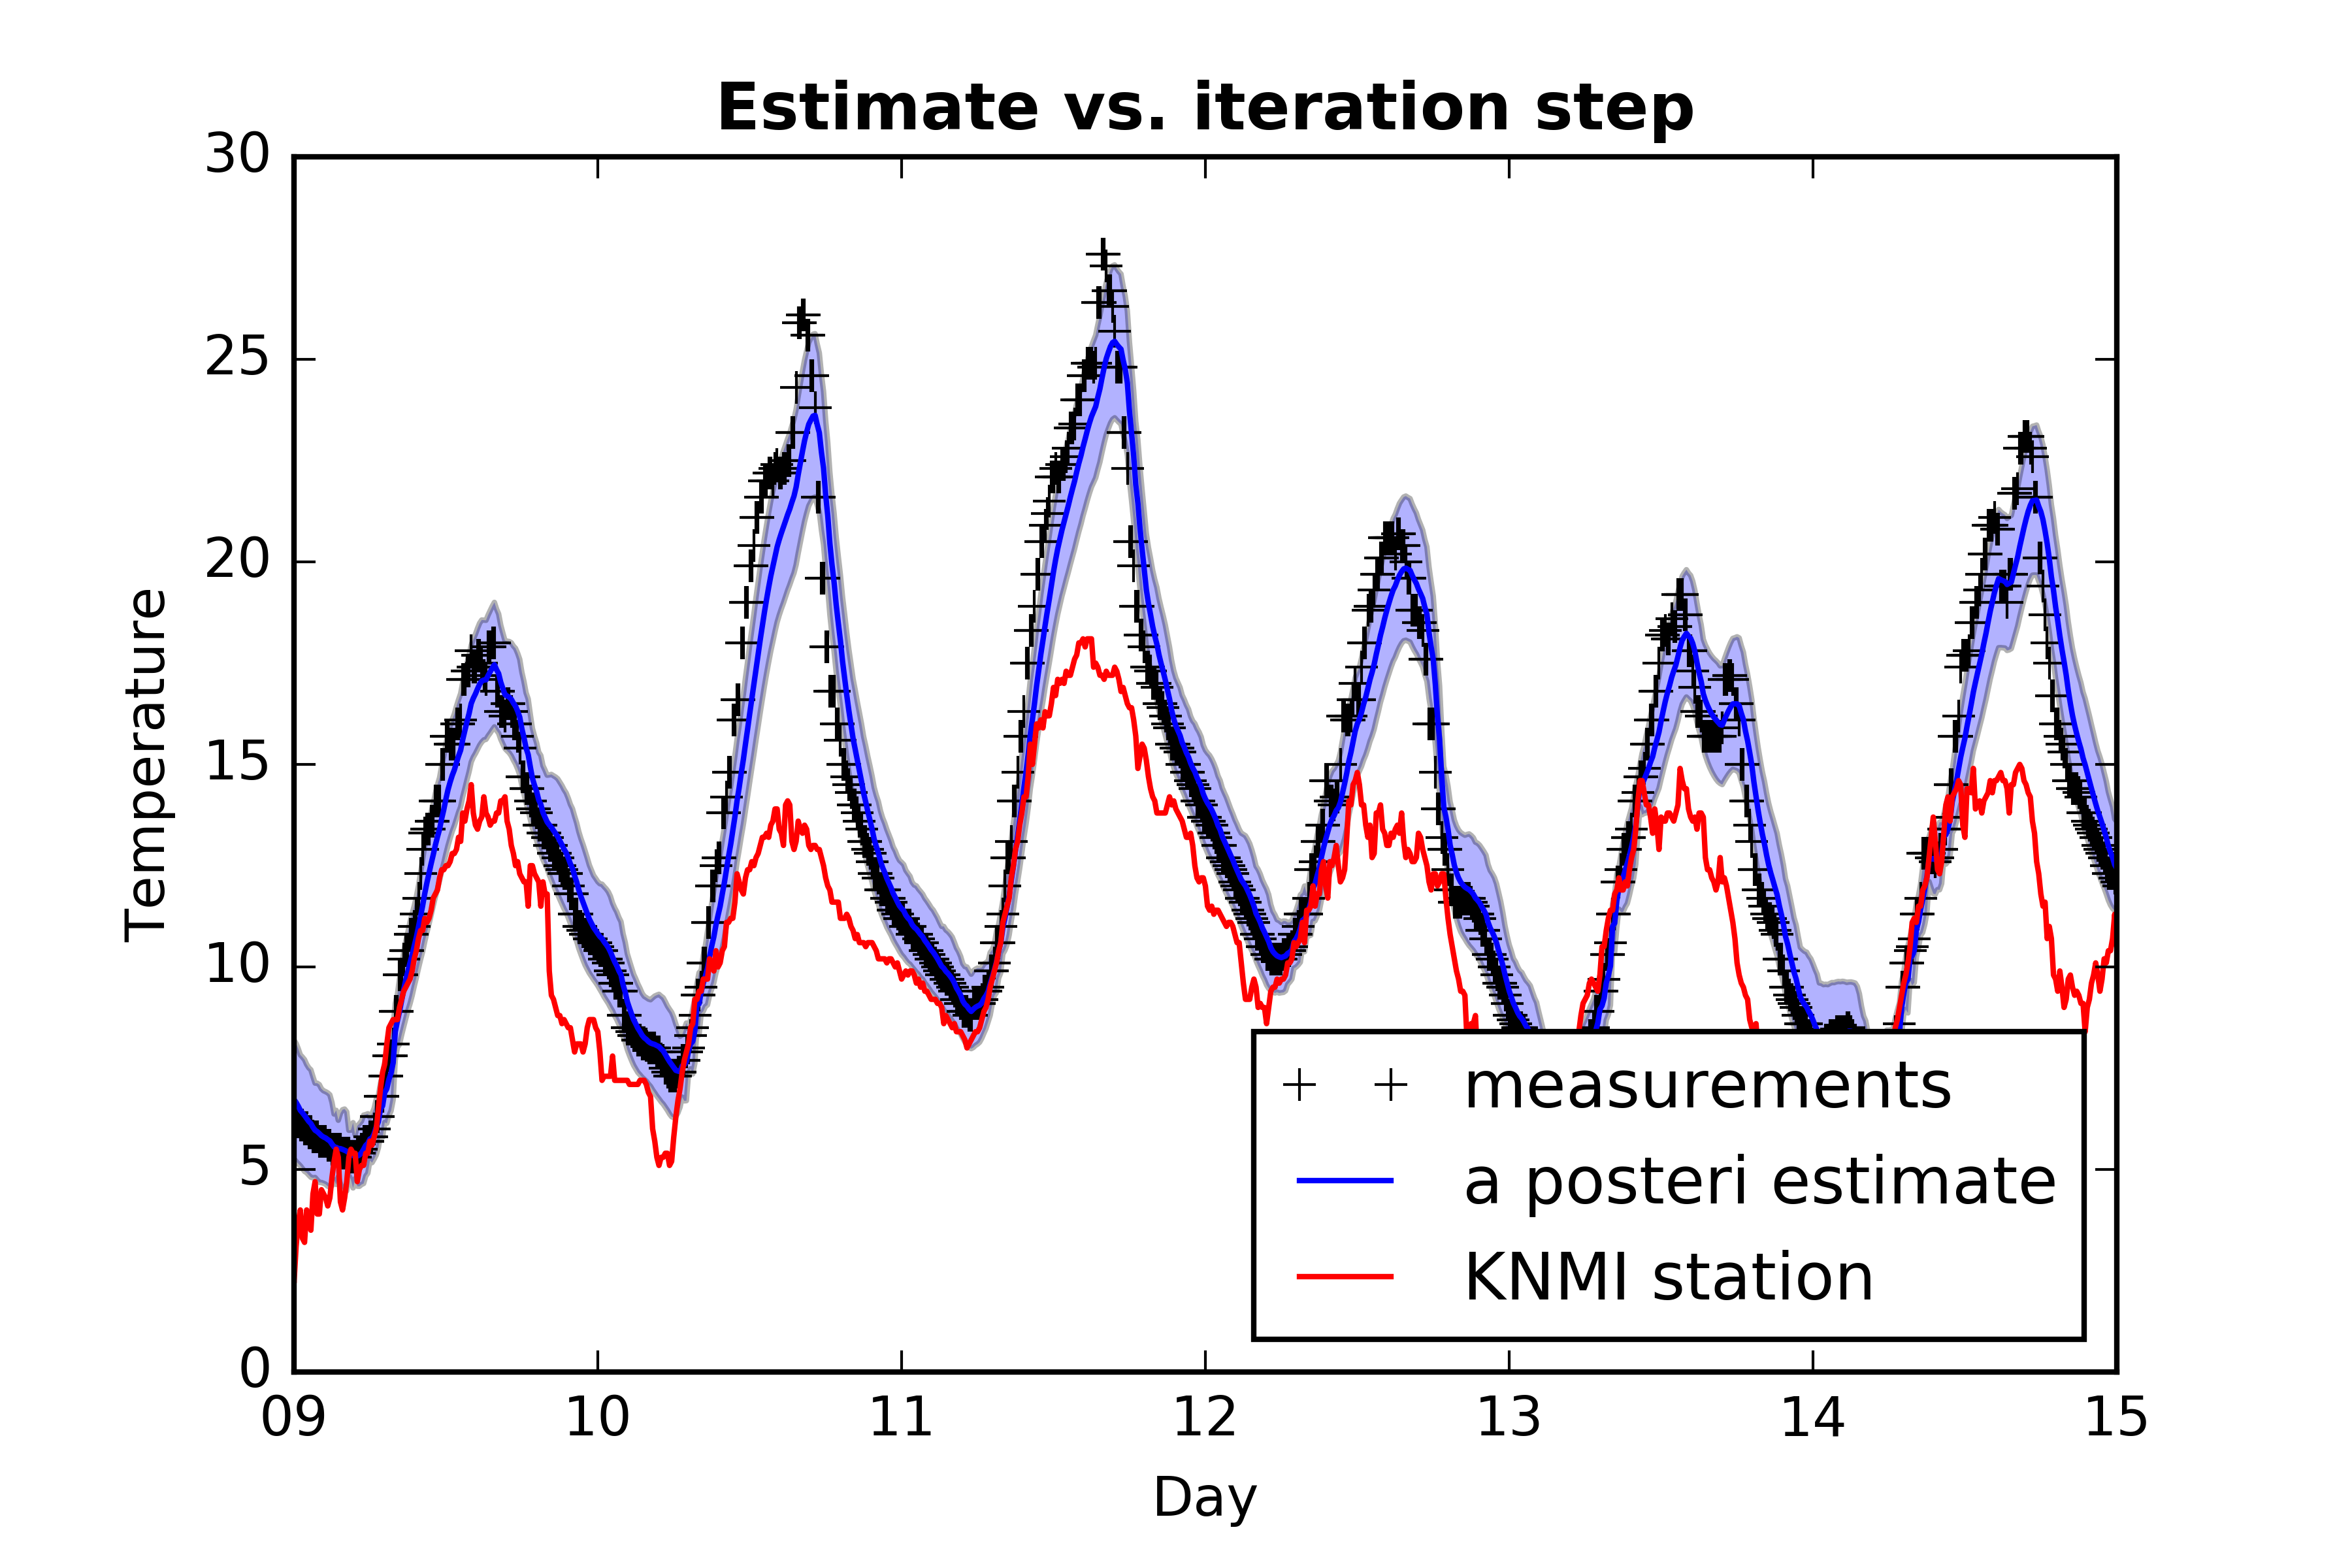 Estimate vs. iteration step
30
25
20
15
10
5
0
Temperature
09 10 11 12 13 14 15
Day
measurements
a posteri estimate
KNMI station